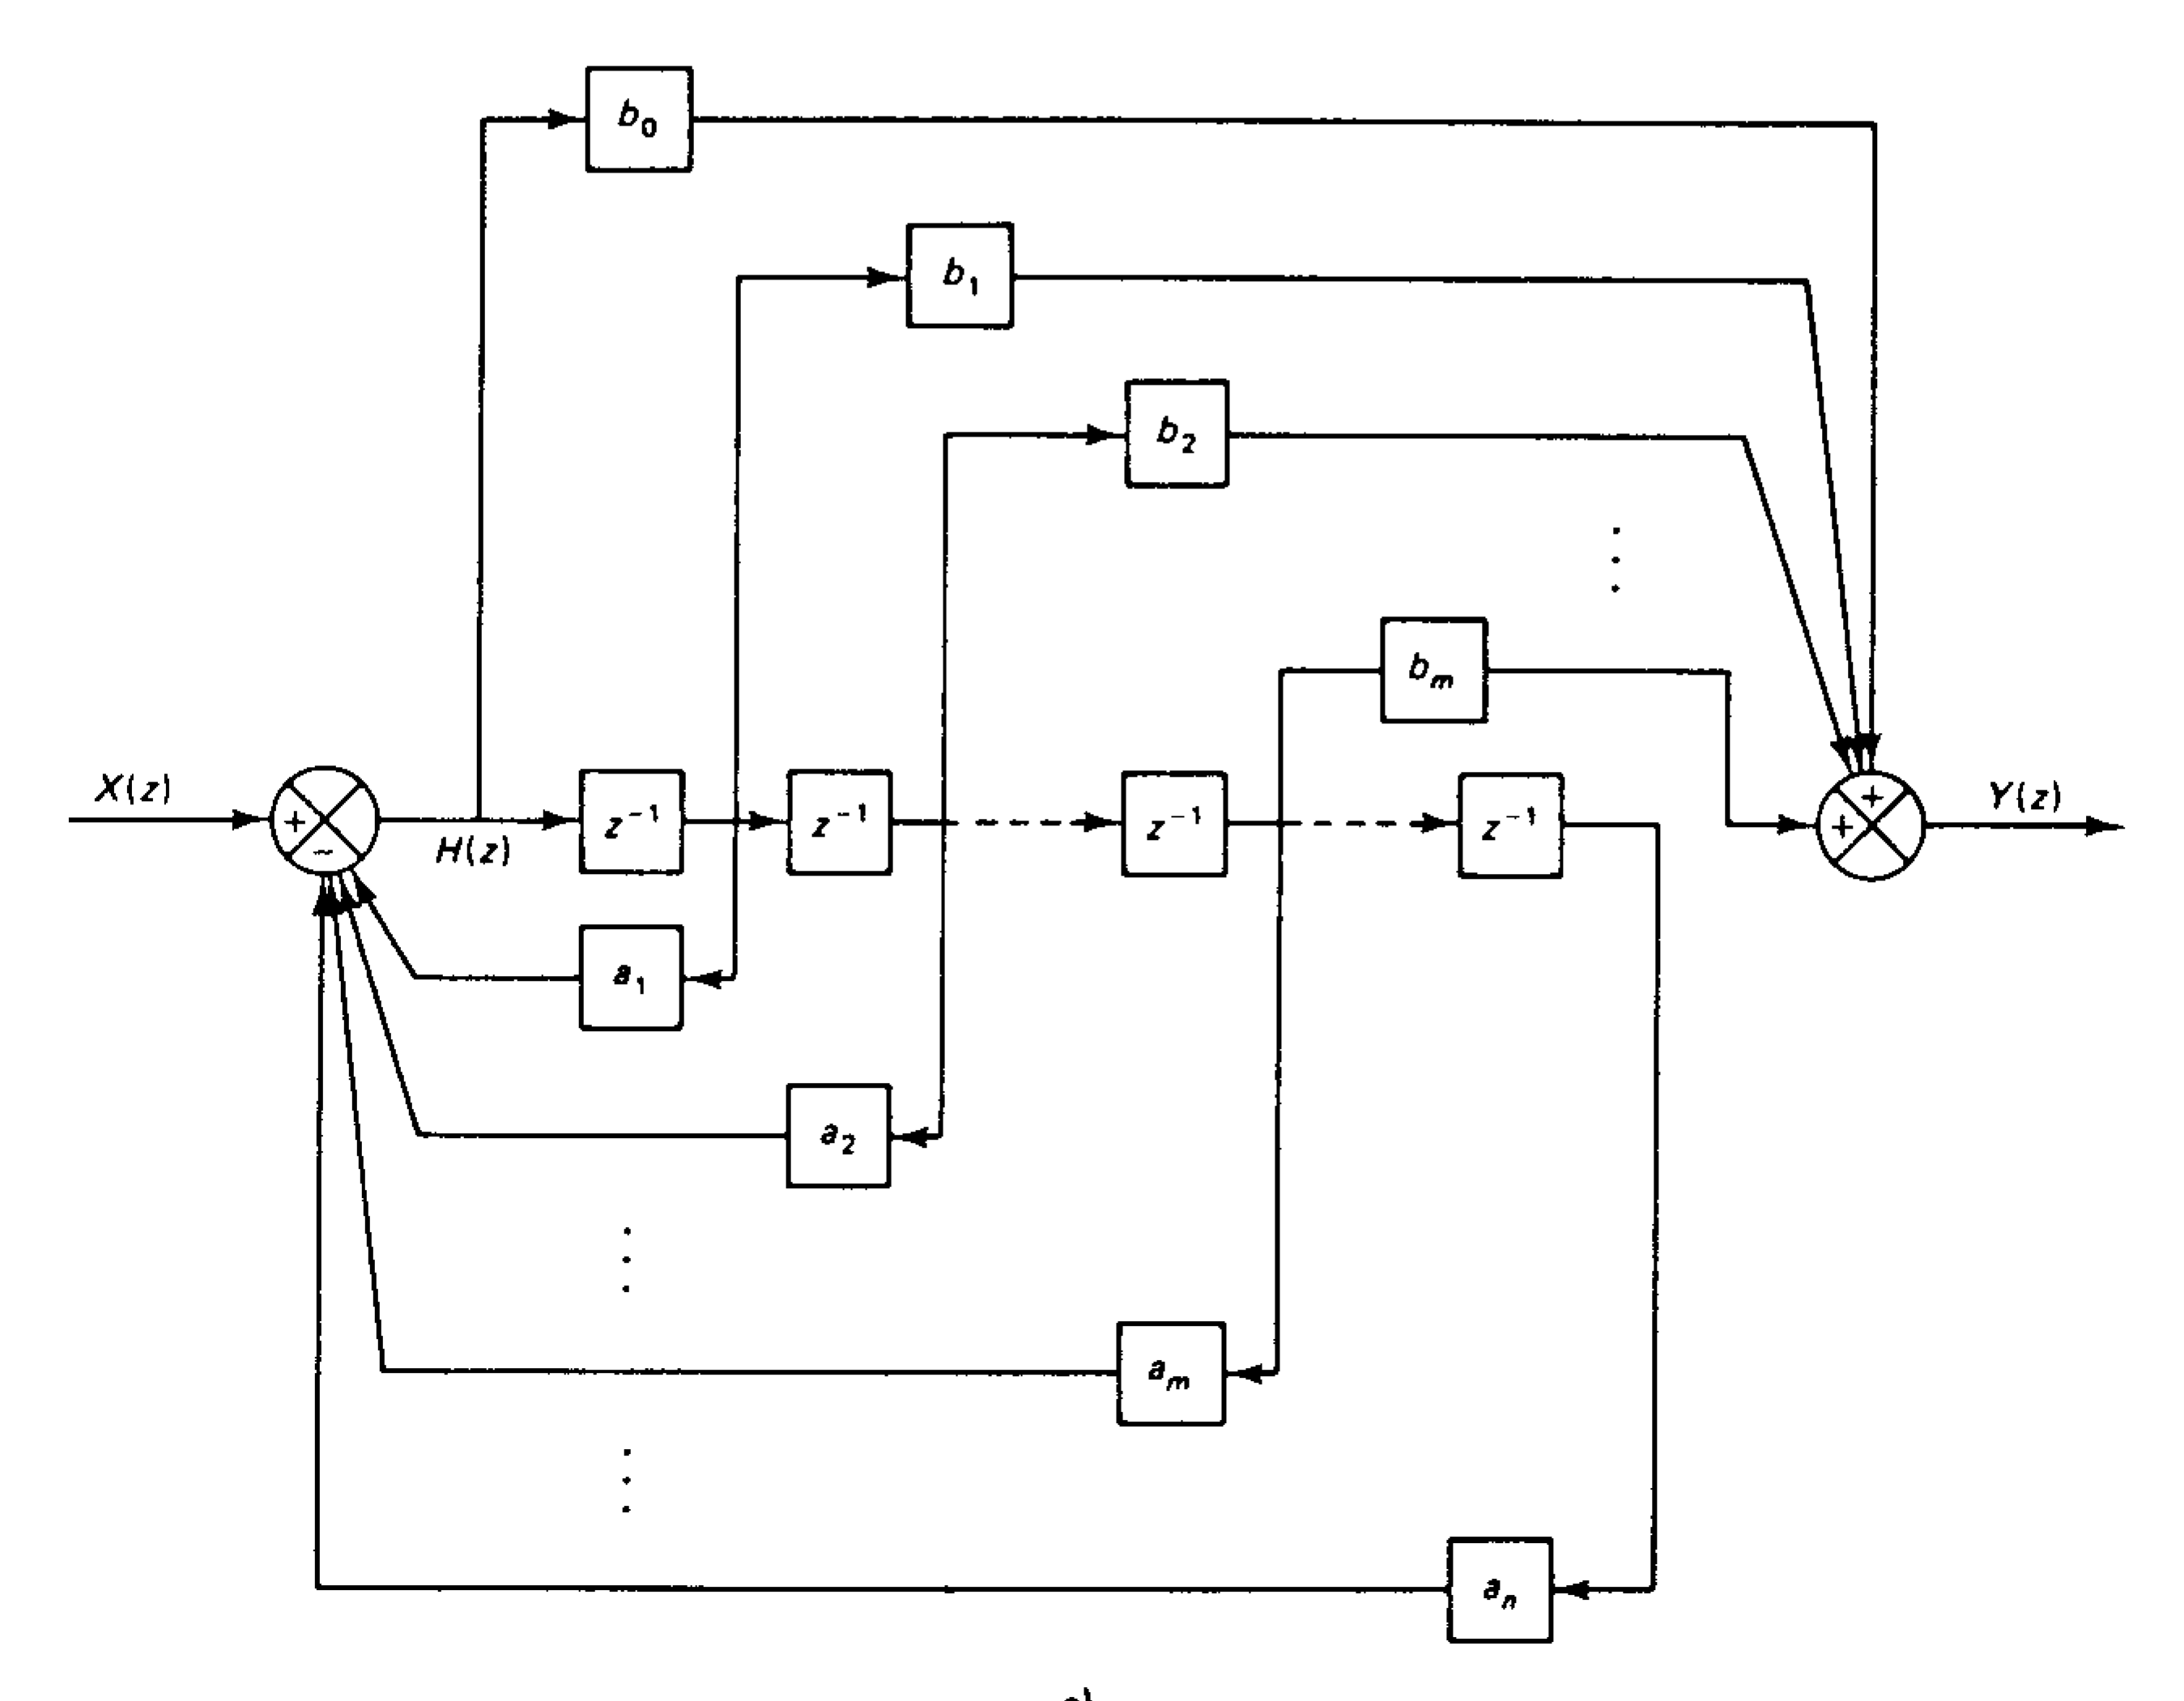 b₀
b₁
b₂
bₘ
X(z)
+
−
H(z)
z⁻¹
z⁻¹
z⁻¹
z⁻¹
+
+
Y(z)
a₁
a₂
aₘ
aₙ